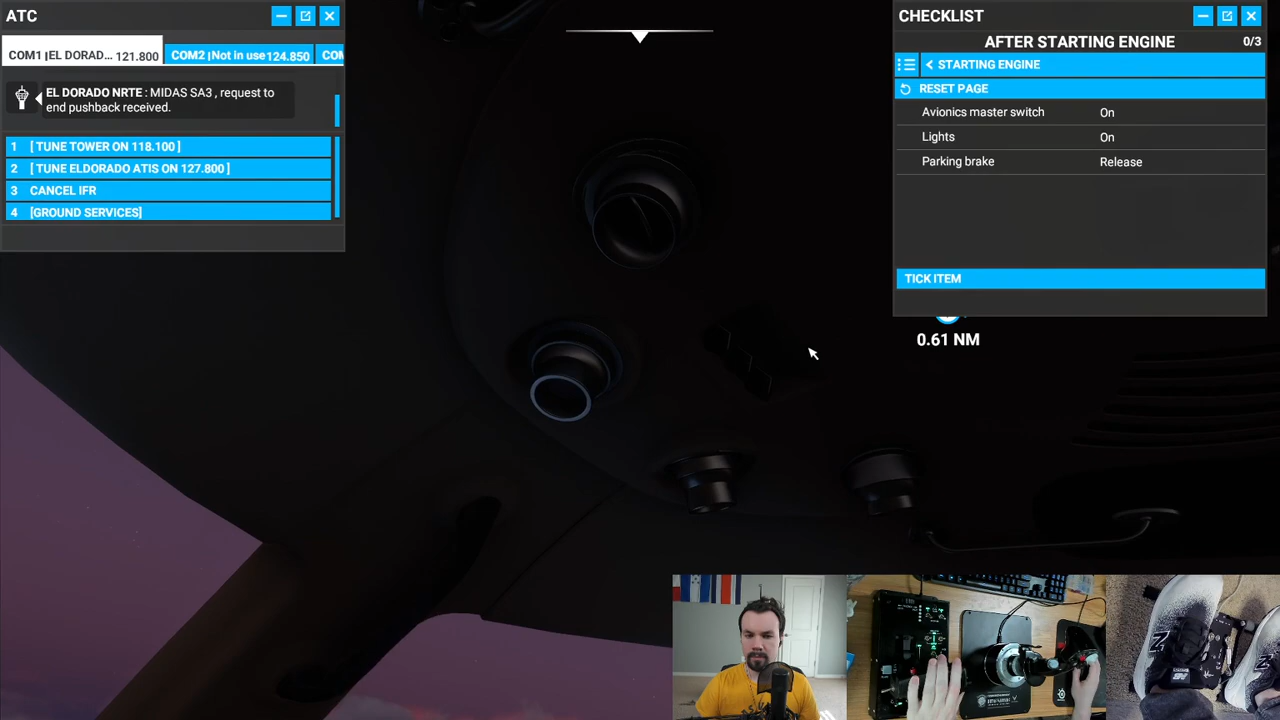 ATC
COM1 |EL DORAD... 121.800
COM2 |Not in use 124.850
COM
EL DORADO NRTE : MIDAS SA3 , request to
end pushback received.
1 [ TUNE TOWER ON 118.100 ]
2 [ TUNE ELDORADO ATIS ON 127.800 ]
3 CANCEL IFR
4 [GROUND SERVICES]
CHECKLIST
AFTER STARTING ENGINE 0/3
STARTING ENGINE
RESET PAGE
Avionics master switch On
Lights On
Parking brake Release
TICK ITEM
0.61 NM